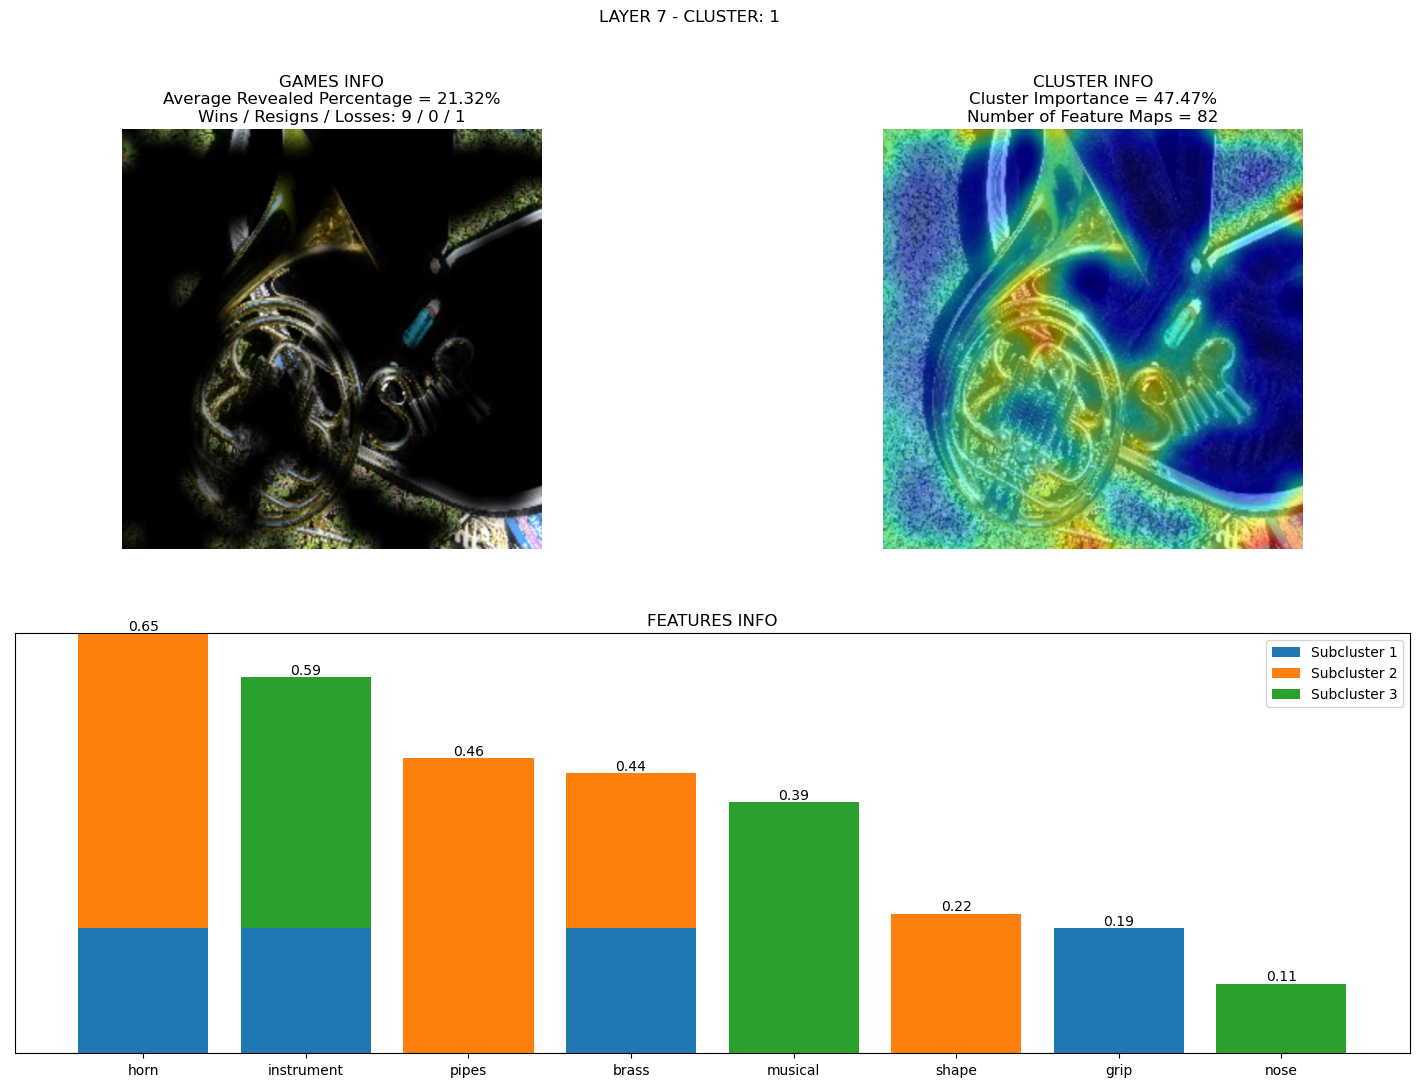 LAYER 7 - CLUSTER: 1
GAMES INFO
Average Revealed Percentage = 21.32%
Wins / Resigns / Losses: 9 / 0 / 1
CLUSTER INFO
Cluster Importance = 47.47%
Number of Feature Maps = 82
FEATURES INFO
0.65
0.59
0.46
0.44
0.39
0.22
0.19
0.11
Subcluster 1
Subcluster 2
Subcluster 3
horn
instrument
pipes
brass
musical
shape
grip
nose